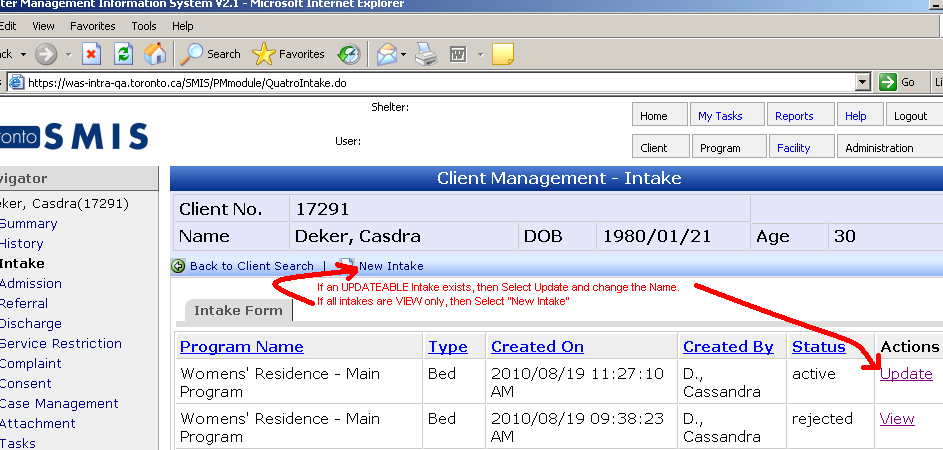 ter Management Information System V2.1 - Microsoft Internet Explorer
Edit View Favorites Tools Help
ck Search Favorites
https://was-intra-qa.toronto.ca/SMIS/PMmodule/QuatroIntake.do Go Li
Shelter:
Home My Tasks Reports Help Logout
ronto SMIS
User:
Client Program Facility Administration
vigator
Client Management - Intake
eker, Casdra(17291)
Client No. 17291
Summary
Name Deker, Casdra DOB 1980/01/21 Age 30
History
Intake
Back to Client Search | New Intake
Admission
If an UPDATEABLE Intake exists, then Select Update and change the Name.
Referral
If all intakes are VIEW only, then Select "New Intake"
Intake Form
Discharge
Service Restriction
Program Name Type Created On Created By Status Actions
Complaint
Womens' Residence - Main Bed 2010/08/19 11:27:10 D., active Update
Program AM Cassandra
Consent
Case Management
Womens' Residence - Main Bed 2010/08/19 09:38:23 D., rejected View
Program AM Cassandra
Attachment
Tasks